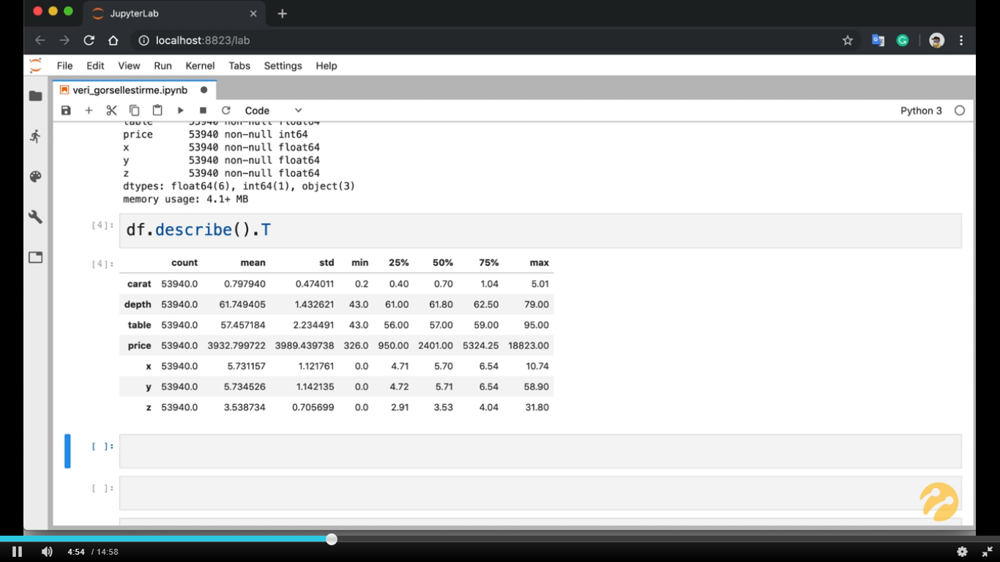 JupyterLab
localhost:8823/lab
File Edit View Run Kernel Tabs Settings Help
veri_gorsellestirme.ipynb
Code
Python 3
table 53940 non-null float64
price 53940 non-null int64
x 53940 non-null float64
y 53940 non-null float64
z 53940 non-null float64
dtypes: float64(6), int64(1), object(3)
memory usage: 4.1+ MB
[4]: df.describe().T
[4]: count mean std min 25% 50% 75% max
carat 53940.0 0.797940 0.474011 0.2 0.40 0.70 1.04 5.01
depth 53940.0 61.749405 1.432621 43.0 61.00 61.80 62.50 79.00
table 53940.0 57.457184 2.234491 43.0 56.00 57.00 59.00 95.00
price 53940.0 3932.799722 3989.439738 326.0 950.00 2401.00 5324.25 18823.00
x 53940.0 5.731157 1.121761 0.0 4.71 5.70 6.54 10.74
y 53940.0 5.734526 1.142135 0.0 4.72 5.71 6.54 58.90
z 53940.0 3.538734 0.705699 0.0 2.91 3.53 4.04 31.80
[ ]:
[ ]:
4:54 / 14:58